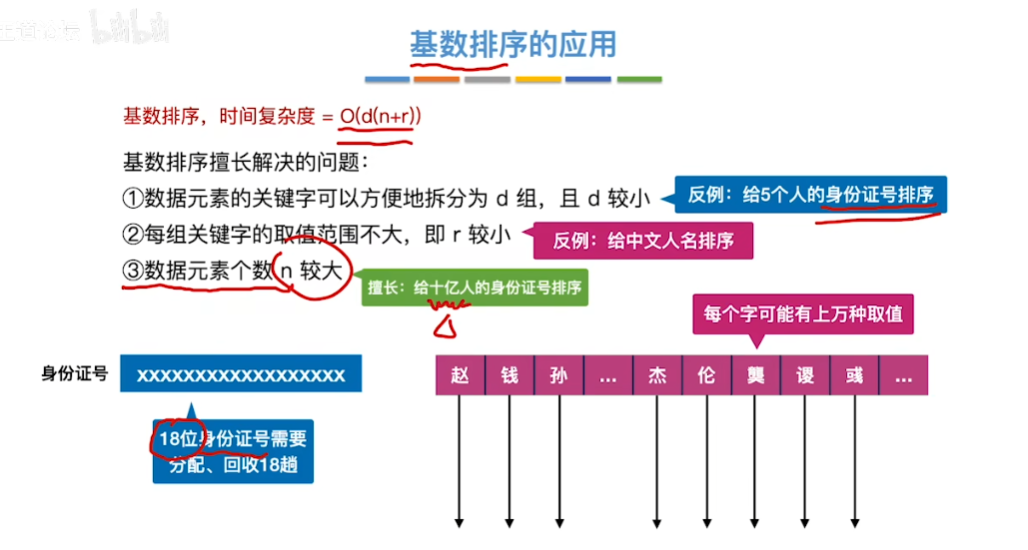 基数排序的应用
基数排序，时间复杂度 = O(d(n+r))
基数排序擅长解决的问题：
①数据元素的关键字可以方便地拆分为 d 组，且 d 较小
反例：给5个人的身份证号排序
②每组关键字的取值范围不大，即 r 较小
反例：给中文人名排序
③数据元素个数 n 较大
擅长：给十亿人的身份证号排序
每个字可能有上万种取值
身份证号
xxxxxxxxxxxxxxxxxx
赵 钱 孙 ... 杰 伦 龑 谡 彧 ...
18位身份证号需要
分配、回收18趟